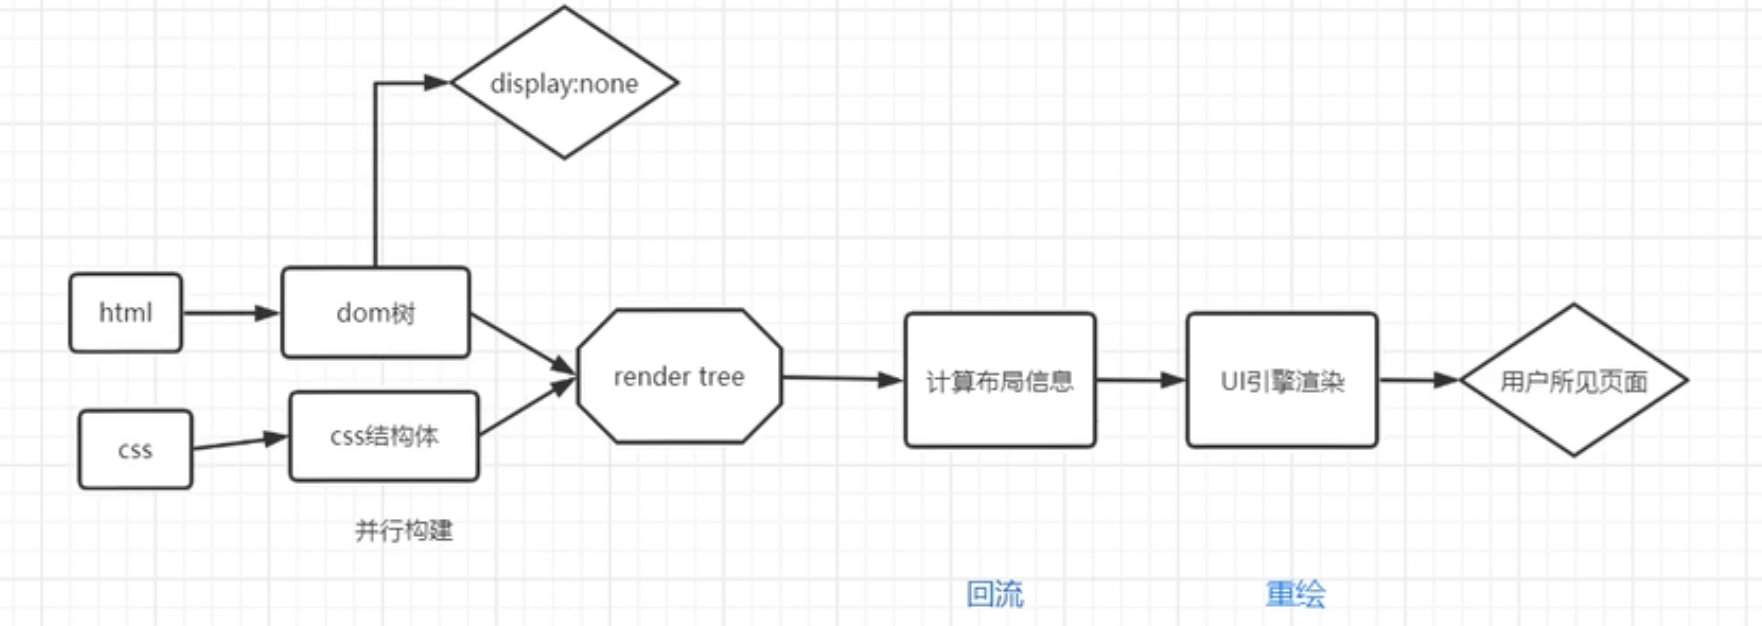 display:none
html
dom树
css
css结构体
并行构建
render tree
计算布局信息
UI引擎渲染
用户所见页面
回流
重绘